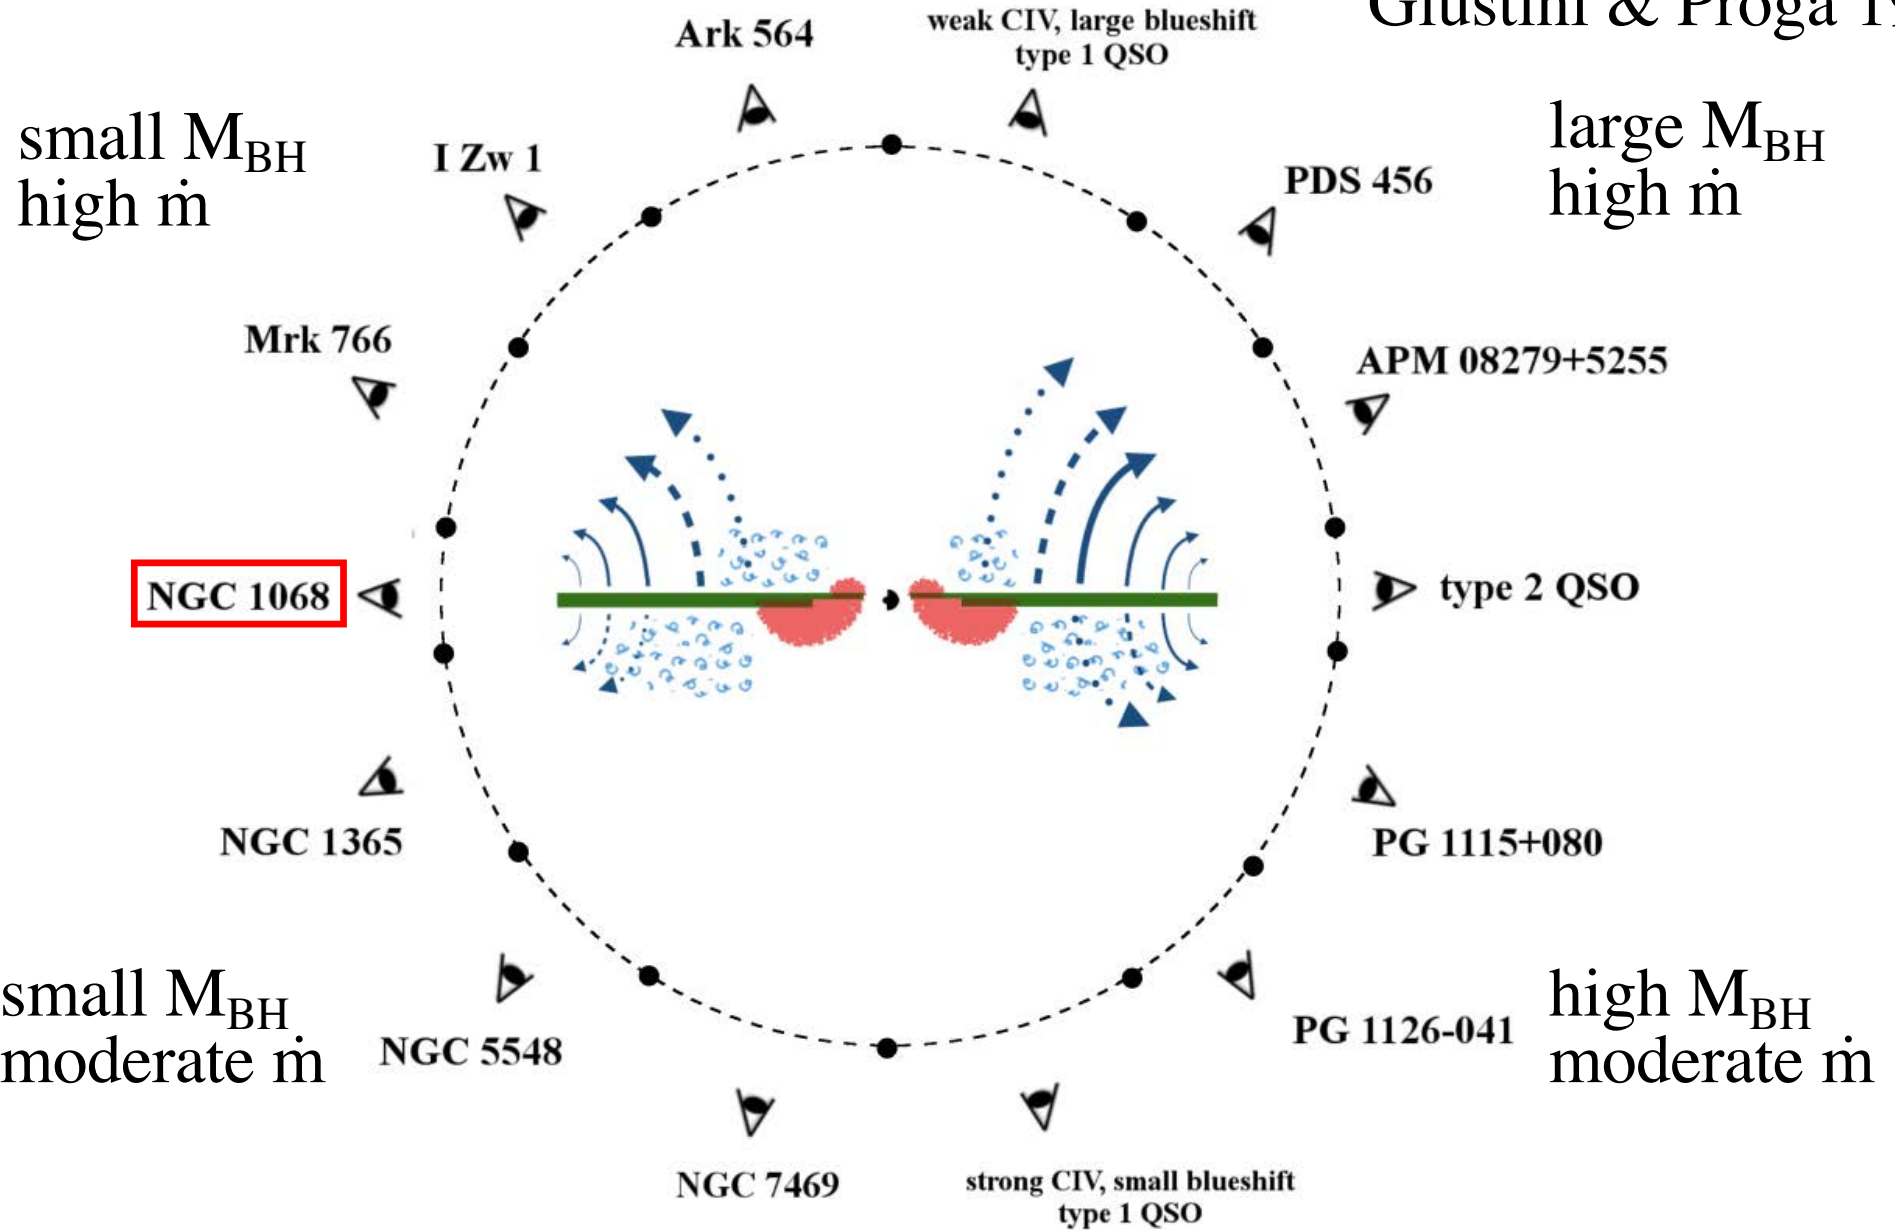 Giustini & Proga 1
Ark 564
weak CIV, large blueshift
type 1 QSO
small M_BH
high ṁ
large M_BH
high ṁ
I Zw 1
PDS 456
Mrk 766
APM 08279+5255
NGC 1068
type 2 QSO
NGC 1365
PG 1115+080
small M_BH
moderate ṁ
high M_BH
moderate ṁ
NGC 5548
PG 1126-041
NGC 7469
strong CIV, small blueshift
type 1 QSO